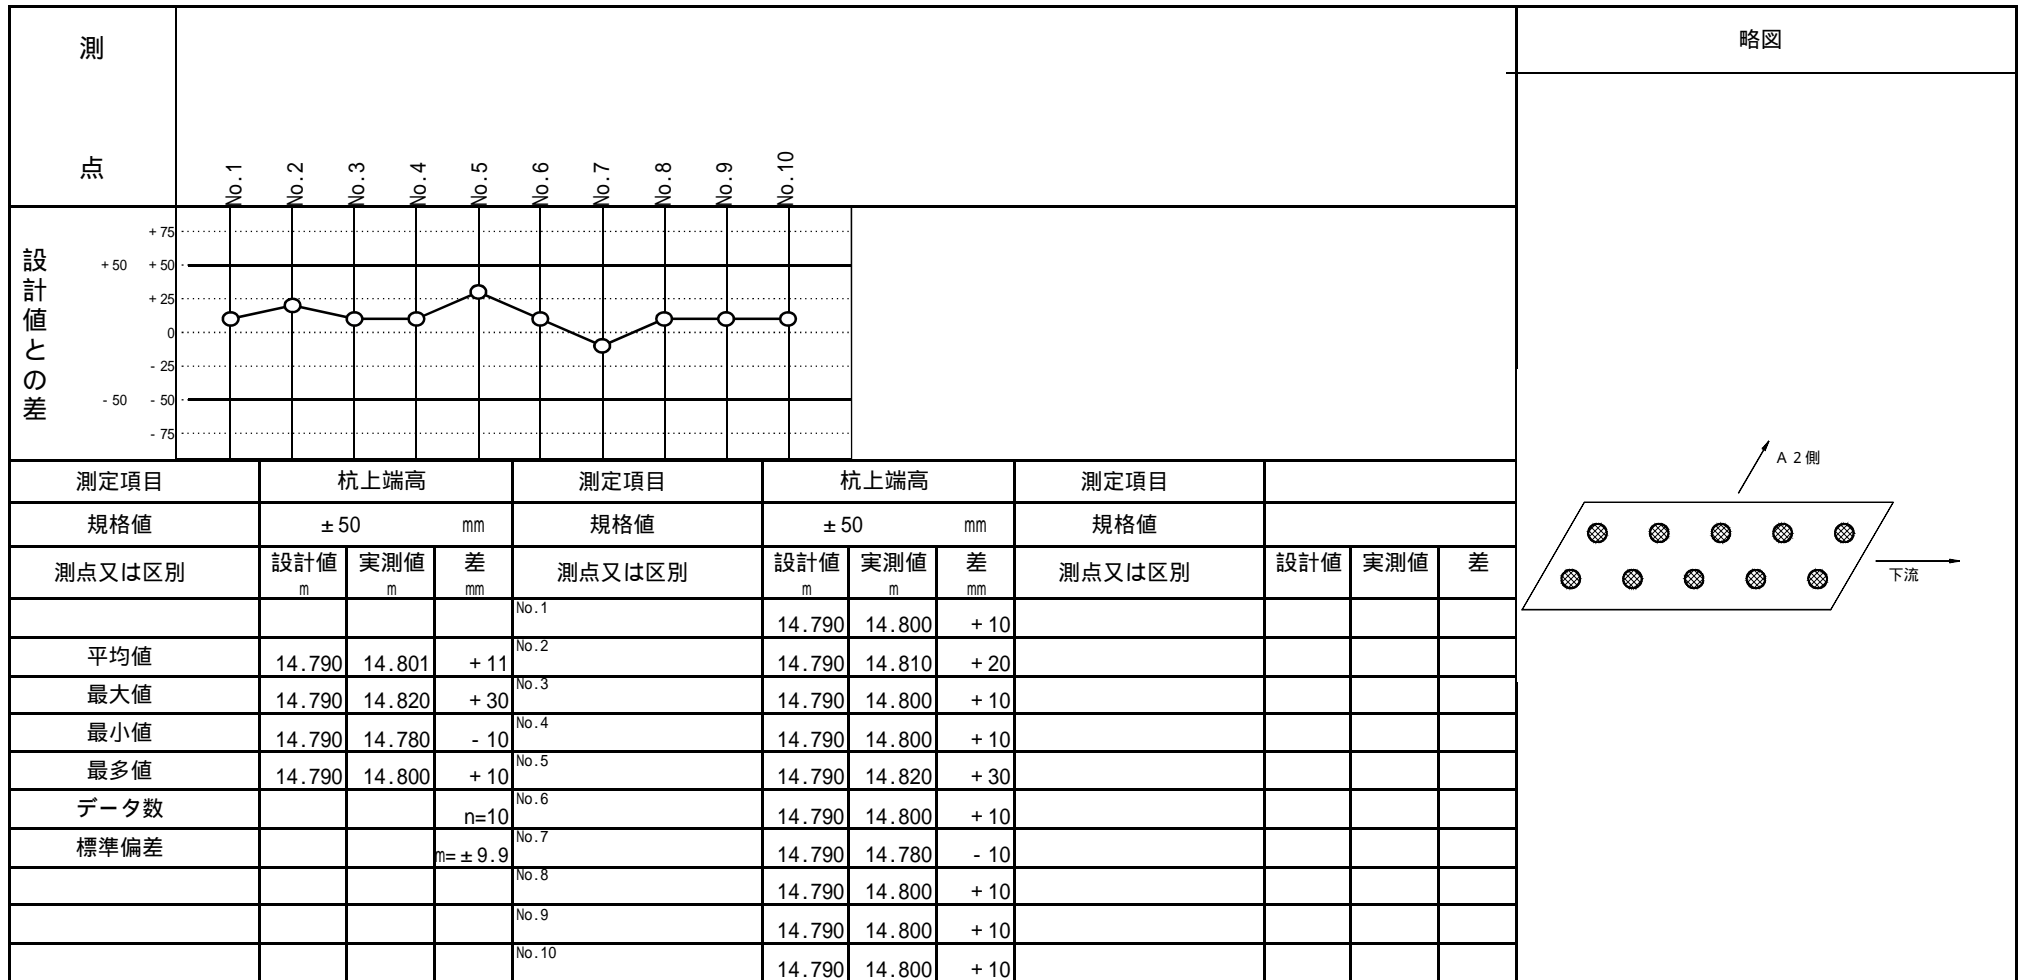 測
点
No.1 No.2 No.3 No.4 No.5 No.6 No.7 No.8 No.9 No.10
略図
設計値との差
+75
+50 +50
+25
0
-25
-50 -50
-75
A2側
下流
測定項目 杭上端高 測定項目 杭上端高 測定項目
規格値 ±50 ㎜ 規格値 ±50 ㎜ 規格値
測点又は区別 設計値 実測値 差 測点又は区別 設計値 実測値 差 測点又は区別 設計値 実測値 差
m m ㎜ m m ㎜
No.1 14.790 14.800 +10
平均値 14.790 14.801 +11 No.2 14.790 14.810 +20
最大値 14.790 14.820 +30 No.3 14.790 14.800 +10
最小値 14.790 14.780 -10 No.4 14.790 14.800 +10
最多値 14.790 14.800 +10 No.5 14.790 14.820 +30
データ数 n=10 No.6 14.790 14.800 +10
標準偏差 m=±9.9 No.7 14.790 14.780 -10
No.8 14.790 14.800 +10
No.9 14.790 14.800 +10
No.10 14.790 14.800 +10